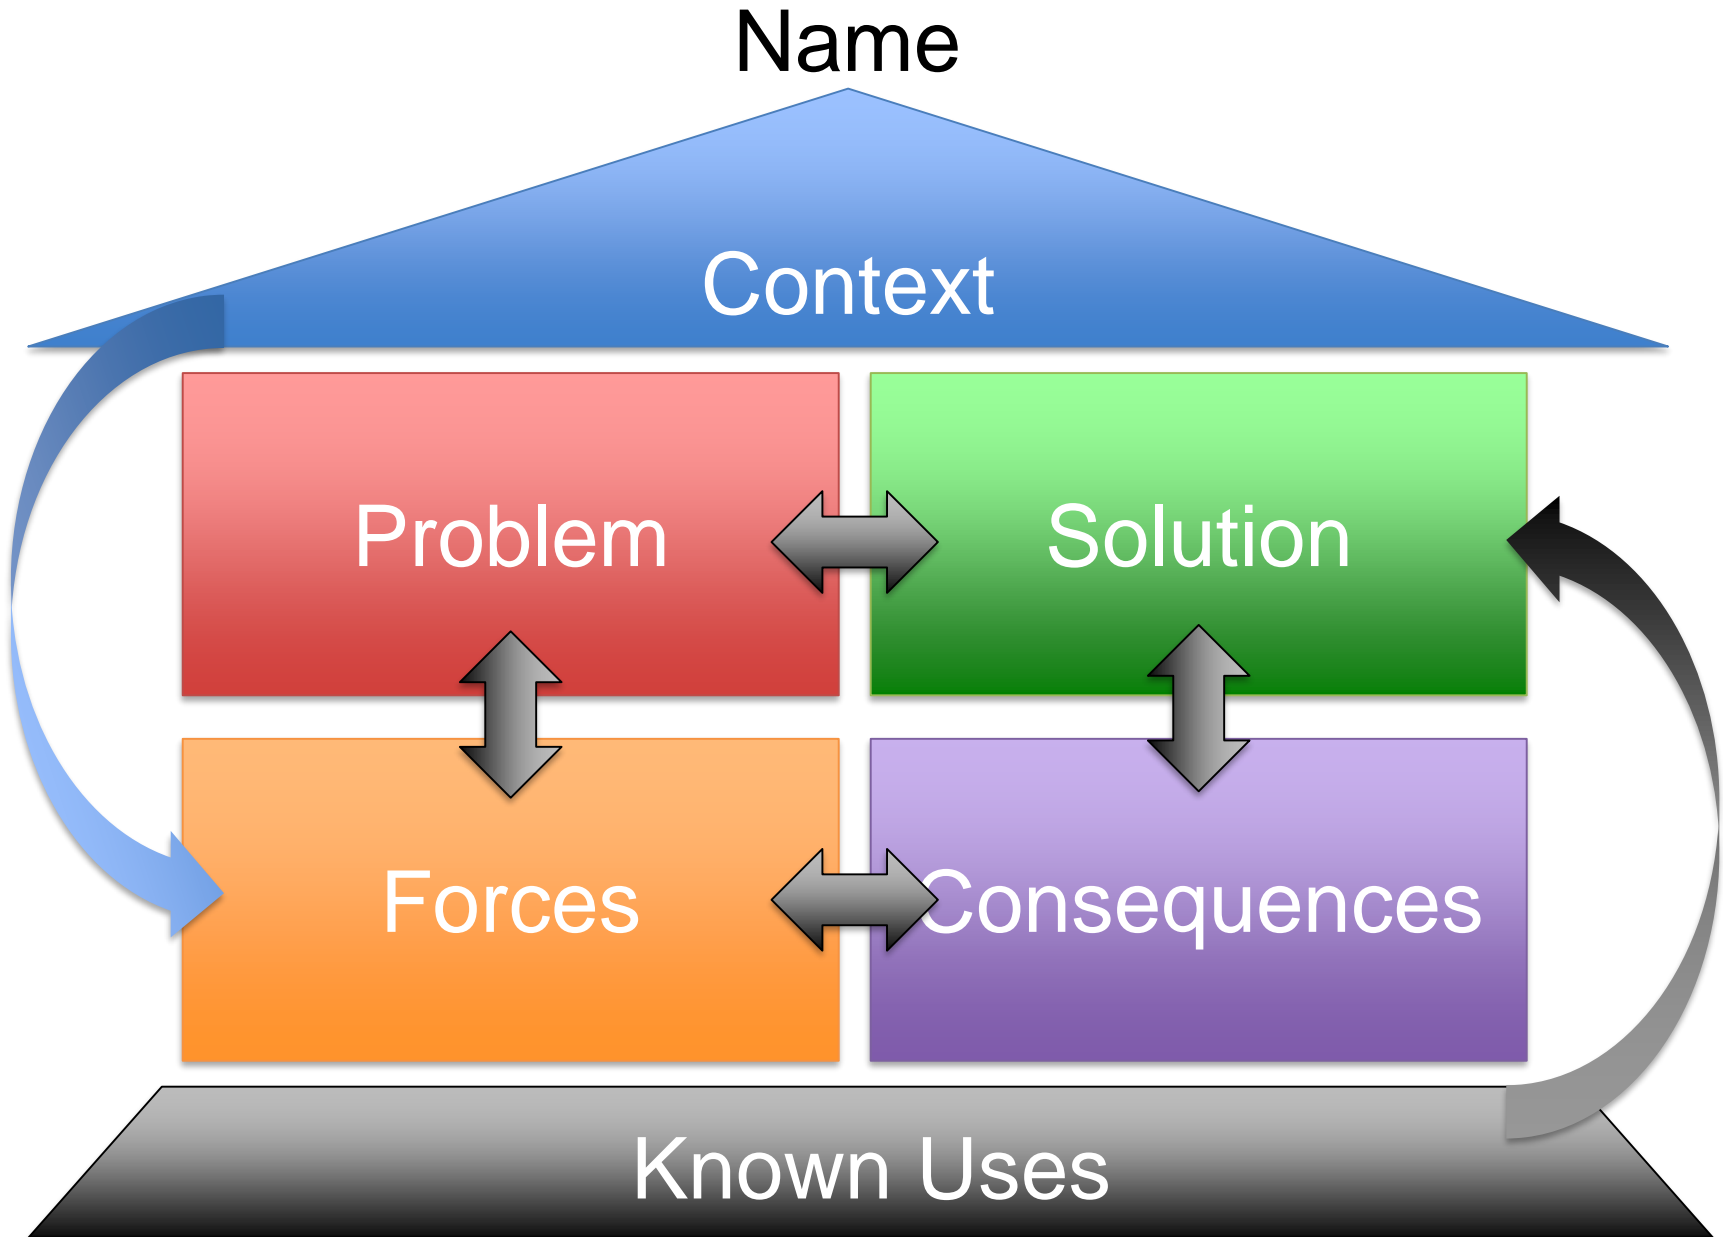 Name
Context
Problem
Solution
Forces
Consequences
Known Uses